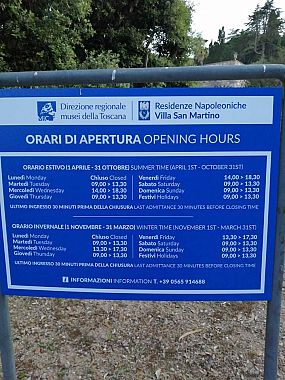 Direzione regionale
musei della Toscana
Residenze Napoleoniche
Villa San Martino
ORARI DI APERTURA OPENING HOURS
ORARIO ESTIVO (1 APRILE - 31 OTTOBRE) SUMMER TIME (APRIL 1ST - OCTOBER 31ST)
Lunedì Monday Chiuso Closed Venerdì Friday 14,00 > 18,30
Martedì Tuesday 09,00 > 13,30 Sabato Saturday 09,00 > 13,30
Mercoledì Wednesday 14,00 > 18,30 Domenica Sunday 09,00 > 13,30
Giovedì Thursday 09,00 > 13,30 Festivi Holidays 09,00 > 13,30
ULTIMO INGRESSO 30 MINUTI PRIMA DELLA CHIUSURA LAST ADMITTANCE 30 MINUTES BEFORE CLOSING TIME
ORARIO INVERNALE (1 NOVEMBRE - 31 MARZO) WINTER TIME (NOVEMBER 1ST - MARCH 31ST)
Lunedì Monday Chiuso Closed Venerdì Friday 13,30 > 17,30
Martedì Tuesday 09,00 > 13,30 Sabato Saturday 09,00 > 13,30
Mercoledì Wednesday 13,30 > 17,30 Domenica Sunday 09,00 > 13,30
Giovedì Thursday 09,00 > 13,30 Festivi Holidays 09,00 > 13,30
ULTIMO INGRESSO 30 MINUTI PRIMA DELLA CHIUSURA LAST ADMITTANCE 30 MINUTES BEFORE CLOSING TIME
INFORMAZIONI INFORMATION T. +39 0565 914688